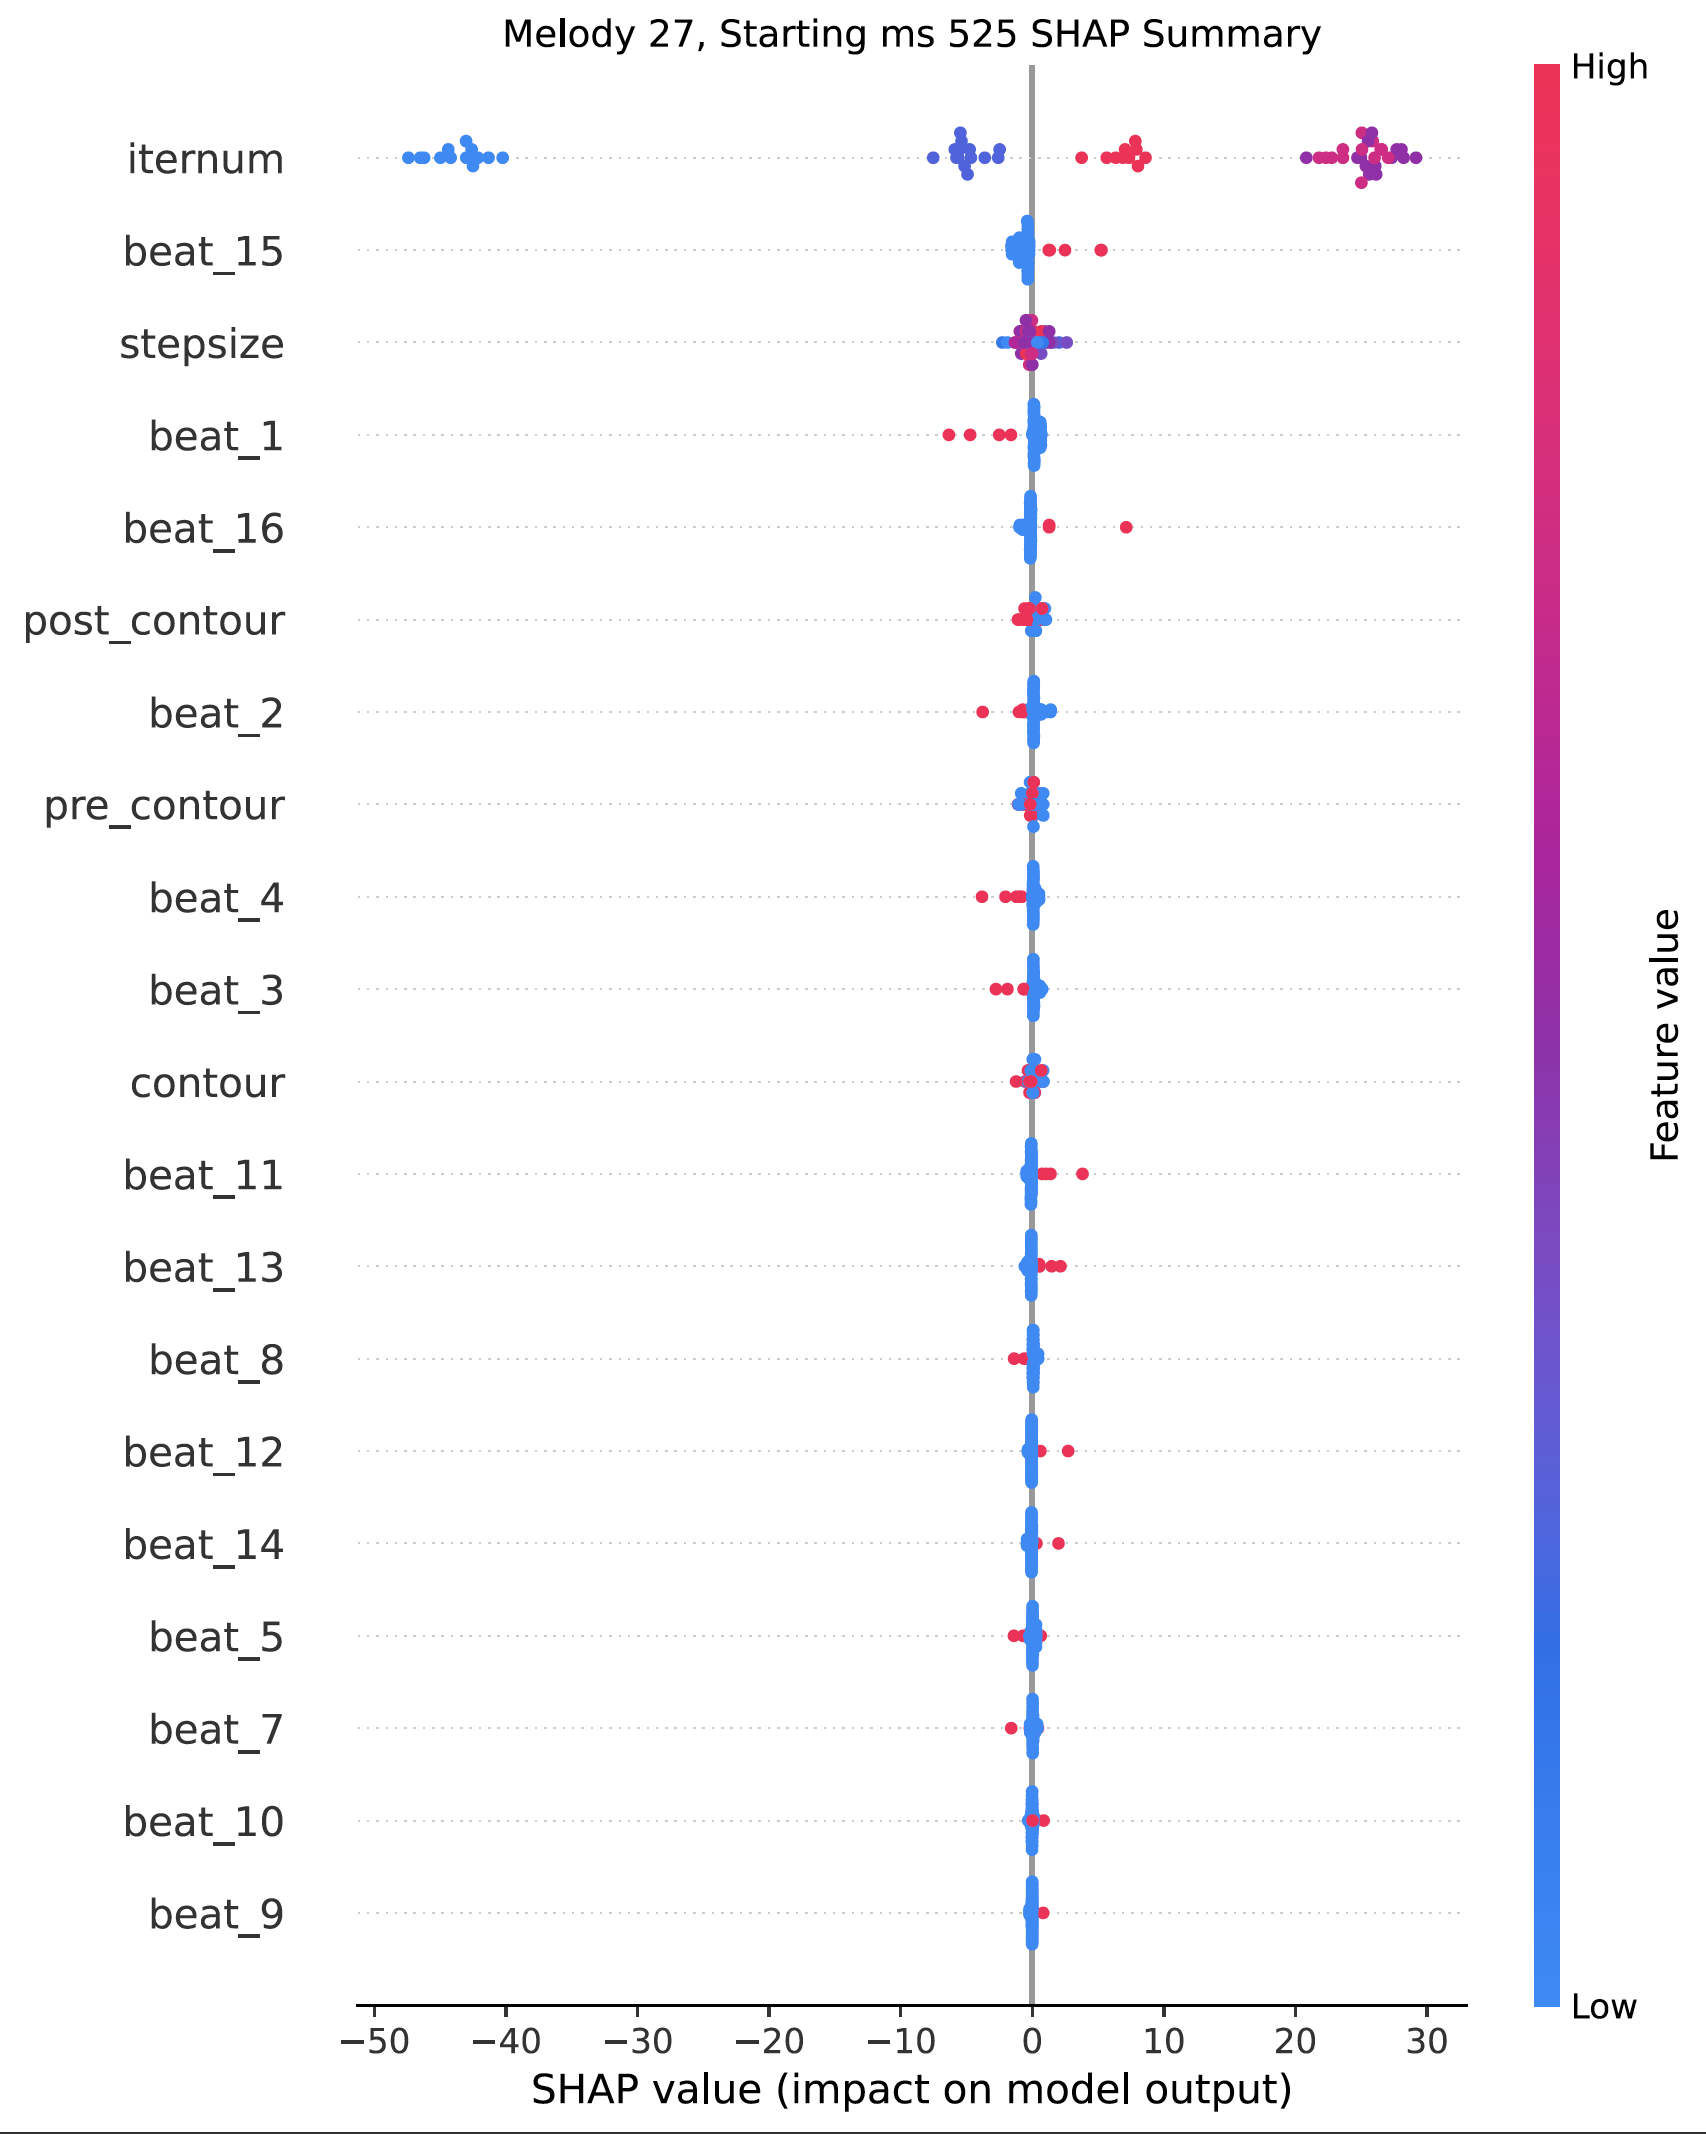 Melody 27, Starting ms 525 SHAP Summary
High
iternum
beat_15
stepsize
beat_1
beat_16
post_contour
beat_2
pre_contour
beat_4
beat_3
contour
beat_11
beat_13
beat_8
beat_12
beat_14
beat_5
beat_7
beat_10
beat_9
Feature value
Low
−50 −40 −30 −20 −10 0 10 20 30
SHAP value (impact on model output)